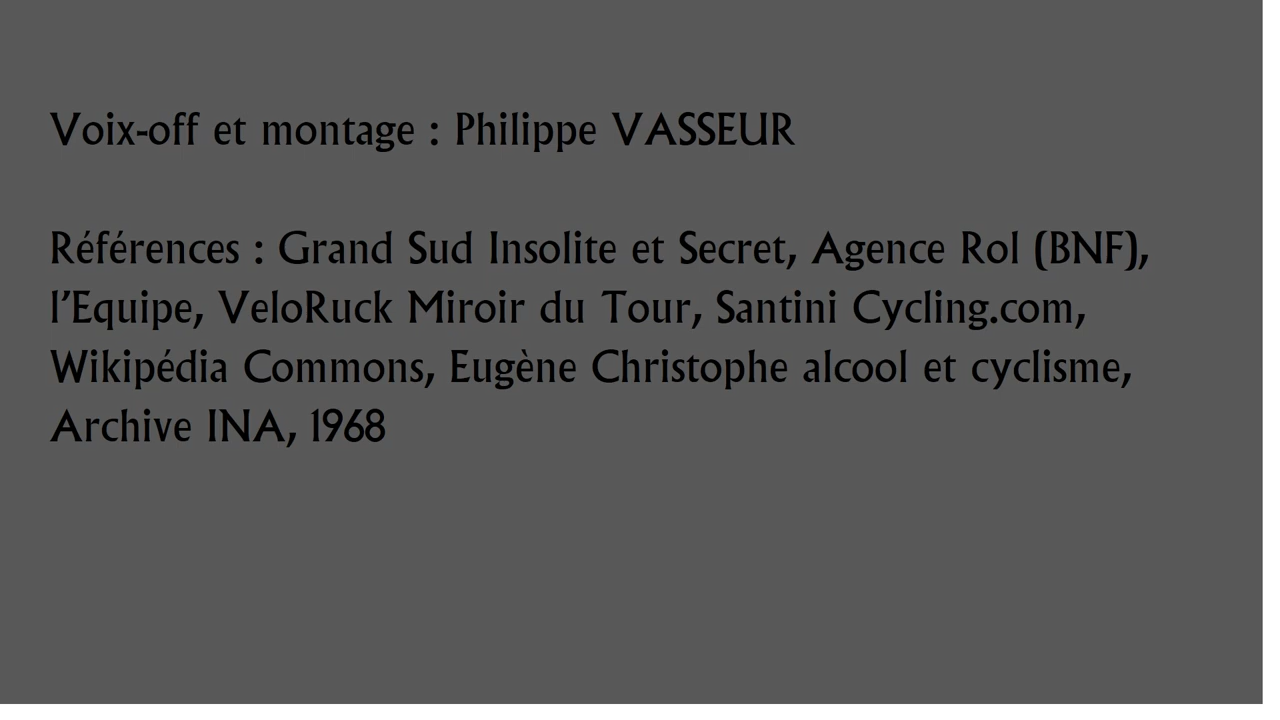 Voix-off et montage : Philippe VASSEUR
Références : Grand Sud Insolite et Secret, Agence Rol (BNF),
l'Equipe, VeloRuck Miroir du Tour, Santini Cycling.com,
Wikipédia Commons, Eugène Christophe alcool et cyclisme,
Archive INA, 1968